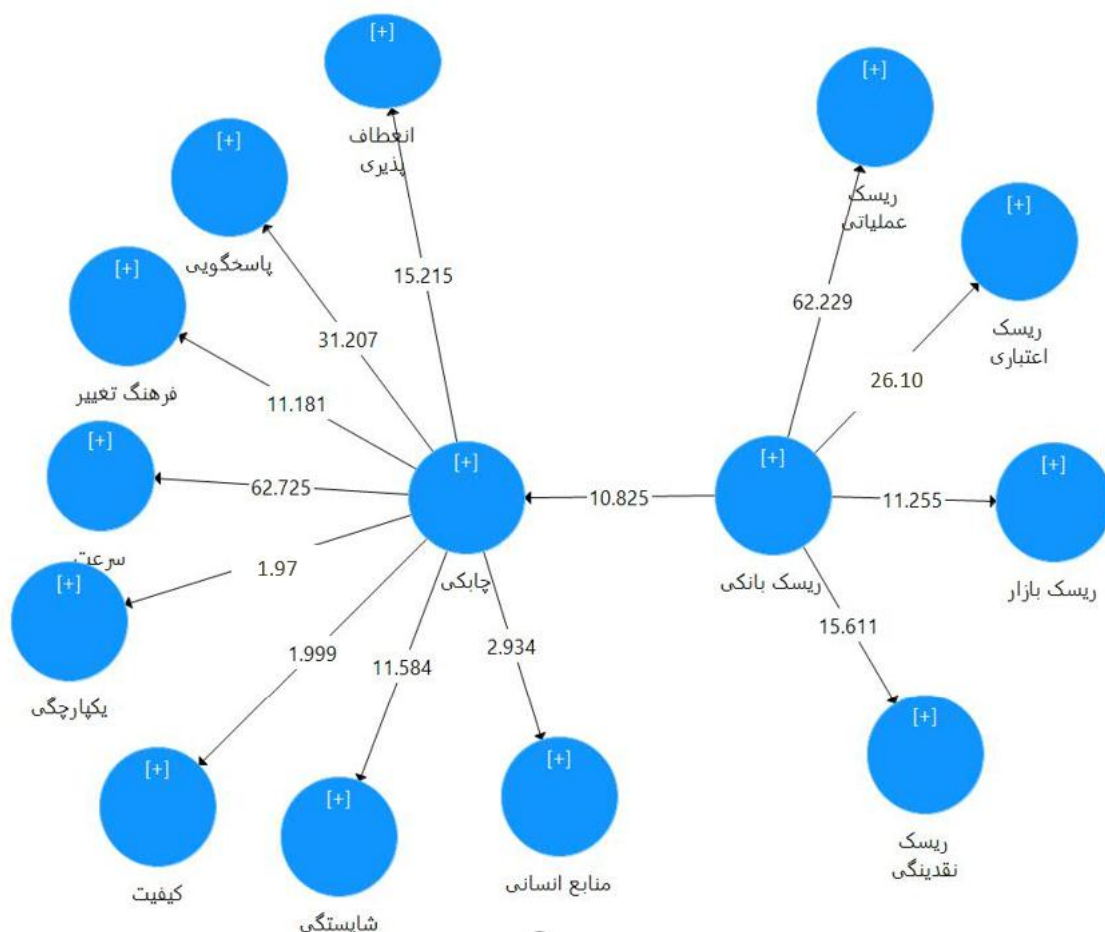 [+]
انعطاف
پذیری
[+]
ریسک
عملیاتی
[+]
پاسخگویی
[+]
ریسک
اعتباری
[+]
فرهنگ تغییر
15.215
62.229
31.207
26.10
11.181
[+]
سرعت
62.725
[+]
چابکی
10.825
[+]
ریسک بانکی
11.255
[+]
ریسک بازار
[+]
یکپارچگی
1.97
1.999
11.584
2.934
15.611
[+]
کیفیت
[+]
شایستگی
[+]
منابع انسانی
[+]
ریسک
نقدینگی